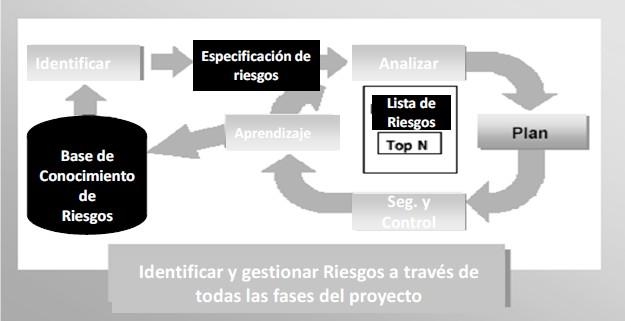 Identificar
Especificación de
riesgos
Analizar
Lista de
Riesgos
Top N
Aprendizaje
Plan
Base de
Conocimiento
de
Riesgos
Seg. y
Control
Identificar y gestionar Riesgos a través de
todas las fases del proyecto